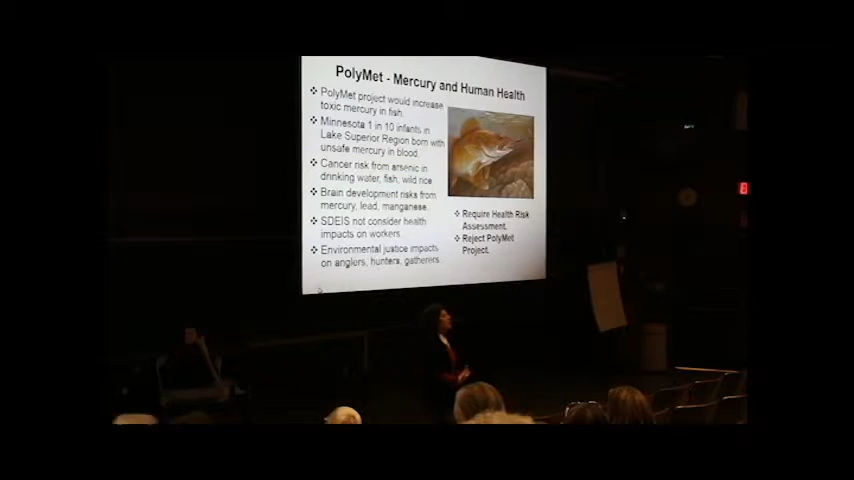 PolyMet - Mercury and Human Health
❖ PolyMet project would increase
toxic mercury in fish.
❖ Minnesota 1 in 10 infants in
Lake Superior Region born with
unsafe mercury in blood.
❖ Cancer risk from arsenic in
drinking water, fish, wild rice
❖ Brain development risks from
mercury, lead, manganese.
❖ SDEIS not consider health
impacts on workers.
❖ Environmental justice impacts
on anglers, hunters, gatherers.
❖ Require Health Risk
Assessment.
❖ Reject PolyMet
Project.